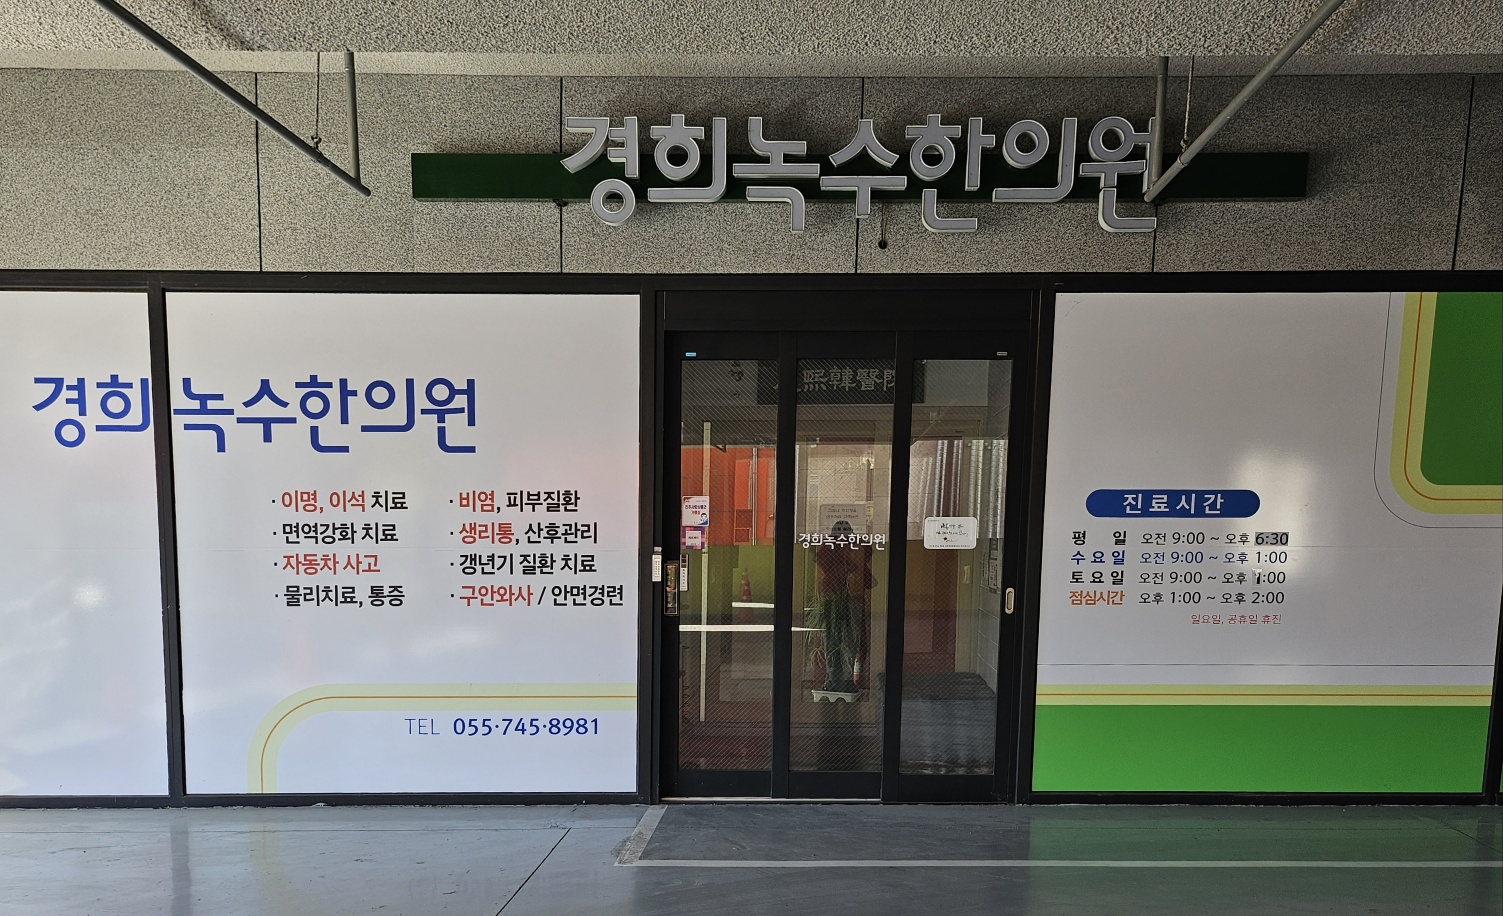 경희녹수한의원
경희녹수한의원
· 이명, 이석 치료
· 면역강화 치료
· 자동차 사고
· 물리치료, 통증
· 비염, 피부질환
· 생리통, 산후관리
· 갱년기 질환 치료
· 구안와사 / 안면경련
TEL 055·745·8981
熙韓醫院
경희녹수한의원
진료시간
평 일 오전 9:00 ~ 오후 6:30
수요일 오전 9:00 ~ 오후 1:00
토요일 오전 9:00 ~ 오후 1:00
점심시간 오후 1:00 ~ 오후 2:00
일요일, 공휴일 휴진